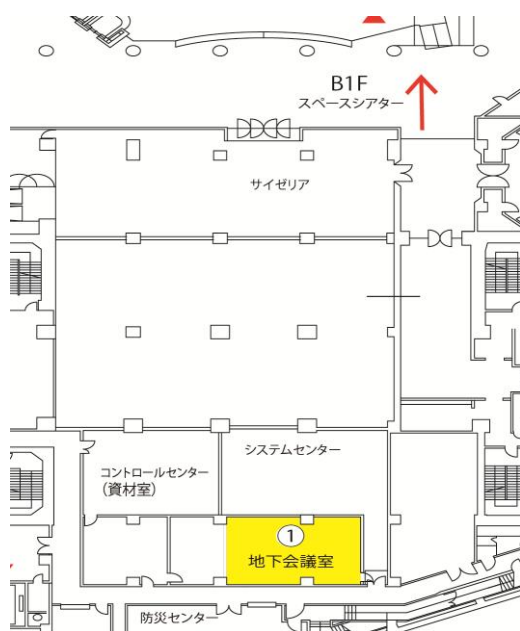 B1F
スペースシアター
サイゼリア
システムセンター
コントロールセンター
(資材室)
①
地下会議室
防災センター